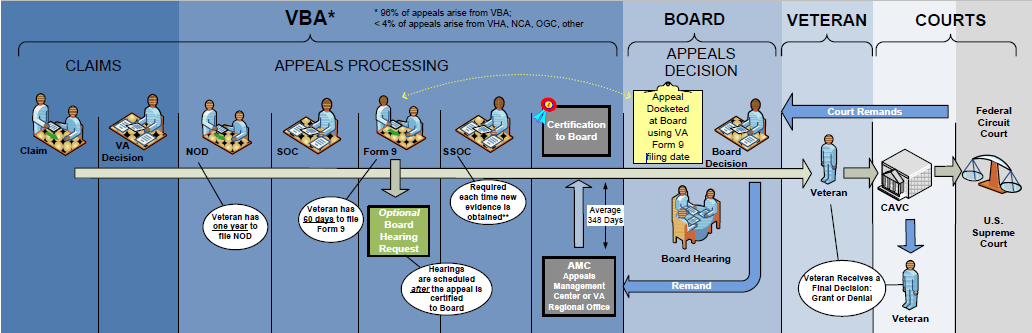 VBA*
* 96% of appeals arise from VBA;
< 4% of appeals arise from VHA, NCA, OGC, other
BOARD
VETERAN
COURTS
CLAIMS
APPEALS PROCESSING
APPEALS
DECISION
Claim
VA
Decision
NOD
SOC
Form 9
SSOC
Certification
to Board
Appeal
Docketed
at Board
using VA
Form 9
filing date
Board
Decision
Court Remands
Federal
Circuit
Court
Veteran
CAVC
U.S.
Supreme
Court
Veteran has
one year to
file NOD
Veteran has
60 days to file
Form 9
Optional
Board
Hearing
Request
Required
each time new
evidence is
obtained**
Average
348 Days
Board Hearing
Hearings
are scheduled
after the appeal is
certified
to Board
AMC
Appeals
Management
Center or VA
Regional Office
Remand
Veteran Receives a
Final Decision:
Grant or Denial
Veteran